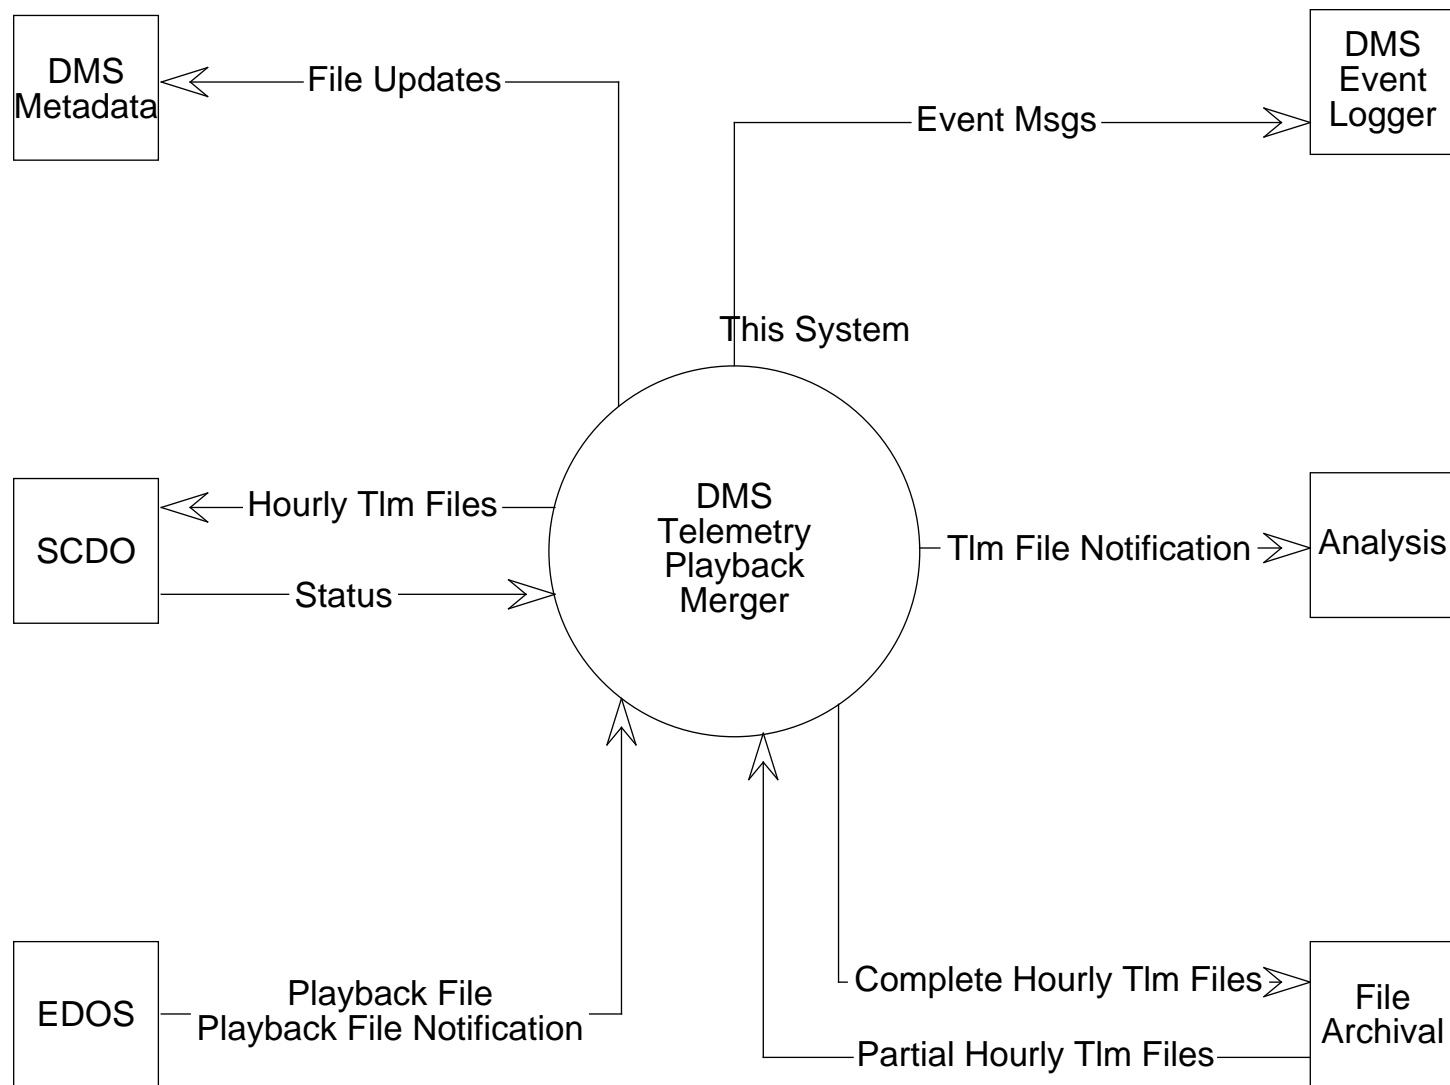 DMS
Metadata
File Updates
Event Msgs
DMS
Event
Logger
This System
SCDO
Hourly Tlm Files
Status
DMS
Telemetry
Playback
Merger
Tlm File Notification
Analysis
EDOS
Playback File
Playback File Notification
Complete Hourly Tlm Files
Partial Hourly Tlm Files
File
Archival